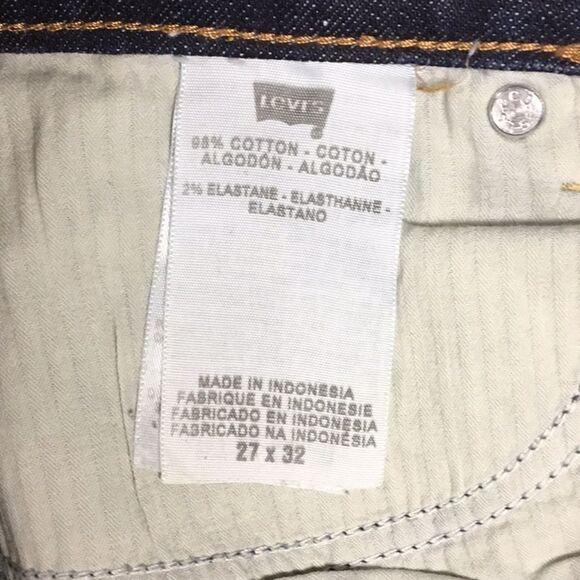 Levi's
98% COTTON - COTON -
ALGODÓN - ALGODÃO
2% ELASTANE - ELASTHANNE -
ELASTANO
MADE IN INDONESIA
FABRIQUE EN INDONESIE
FABRICADO EN INDONESIA
FABRICADO NA INDONÉSIA
27 X 32